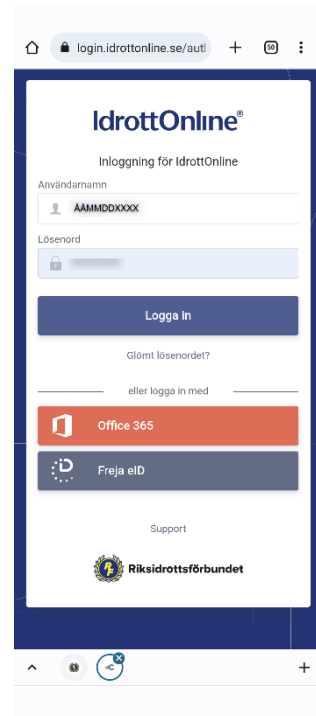 login.idrottonline.se/autl
50
IdrottOnline®
Inloggning för IdrottOnline
Användarnamn
ÅÅMMDDXXXX
Lösenord
Logga in
Glömt lösenordet?
eller logga in med
Office 365
Freja eID
Support
Riksidrottsförbundet